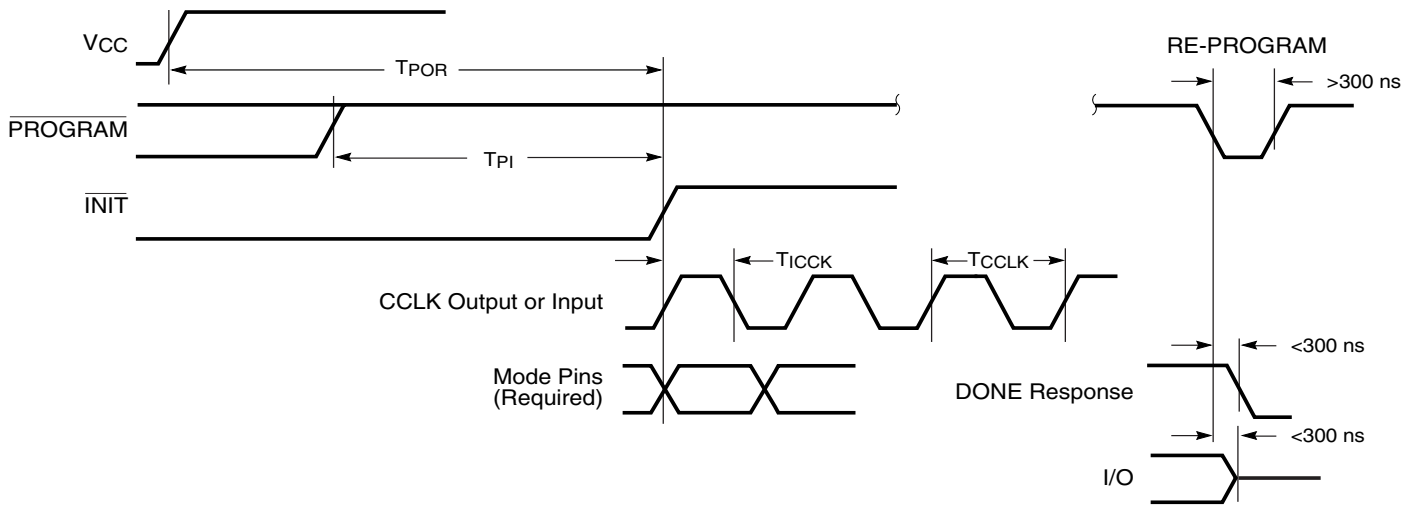 VCC
RE-PROGRAM
TPOR
>300 ns
PROGRAM
TPI
INIT
TICCK
TCCLK
CCLK Output or Input
<300 ns
Mode Pins
(Required)
DONE Response
<300 ns
I/O